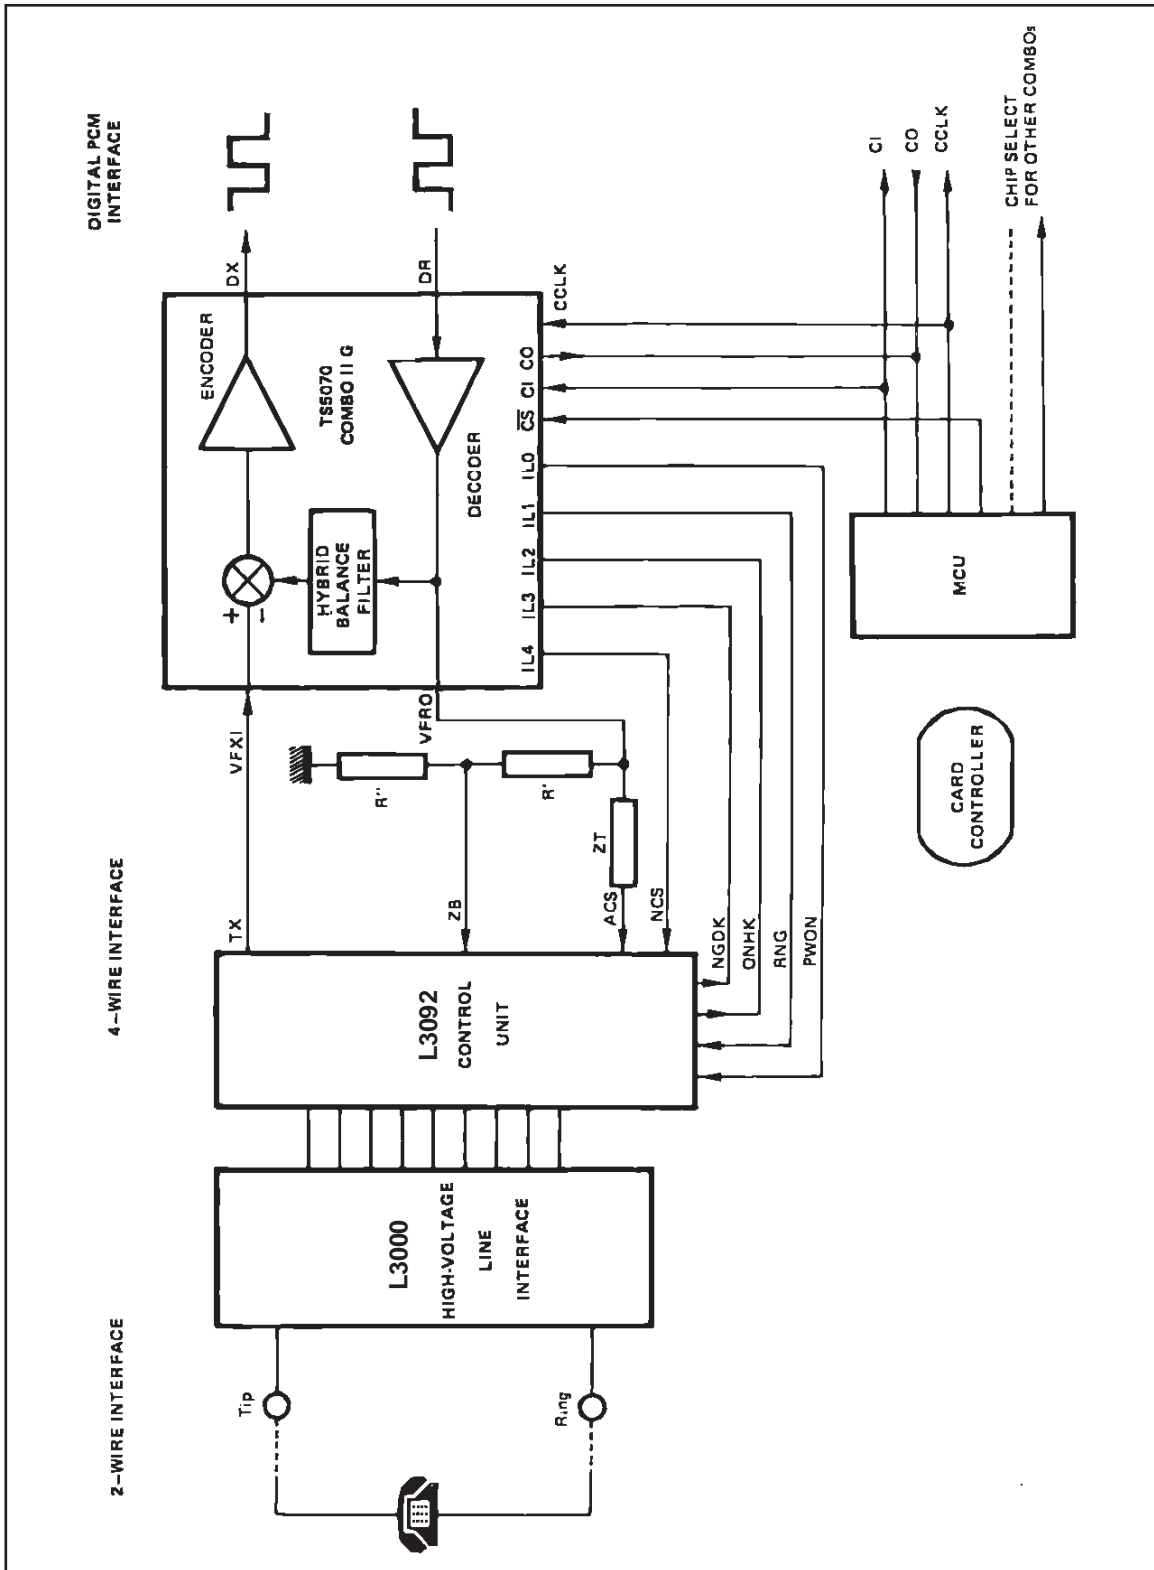 2-WIRE INTERFACE
4-WIRE INTERFACE
DIGITAL PCM
INTERFACE
Tip
Ring
L3000
HIGH-VOLTAGE
LINE
INTERFACE
L3092
CONTROL
UNIT
TX
VFXI
ZB
ACS
NCS
NGDK
ONHK
RNG
PWON
R''
R'
ZT
VFRO
+
-
HYBRID
BALANCE
FILTER
ENCODER
TS5070
COMBO II G
DECODER
DX
DR
IL4
IL3
IL2
IL1
IL0
CS
CI
CO
CCLK
MCU
CARD
CONTROLLER
CI
CO
CCLK
CHIP SELECT
FOR OTHER COMBOs